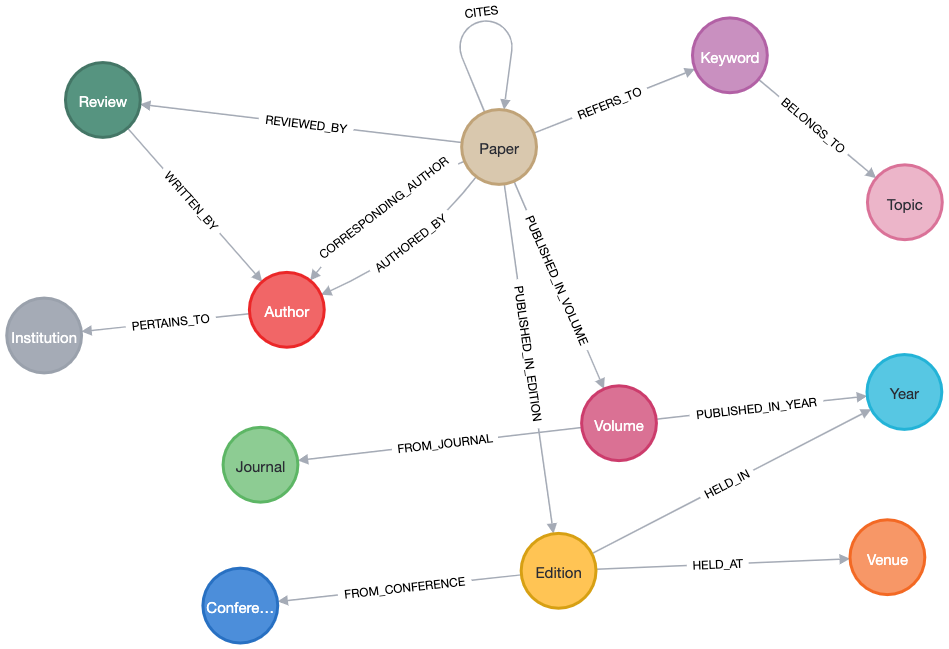 CITES
Keyword
Review
REFERS_TO
REVIEWED_BY
BELONGS_TO
Paper
WRITTEN_BY
CORRESPONDING_AUTHOR
Topic
AUTHORED_BY
PUBLISHED_IN_VOLUME
Author
PERTAINS_TO
Institution
PUBLISHED_IN_EDITION
Year
PUBLISHED_IN_YEAR
Volume
FROM_JOURNAL
Journal
HELD_IN
Venue
HELD_AT
Edition
FROM_CONFERENCE
Confere…